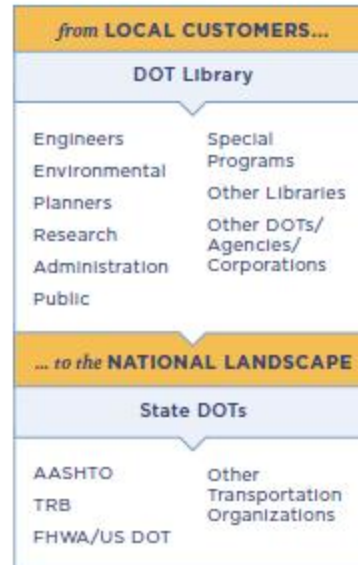 from LOCAL CUSTOMERS...
DOT Library
Engineers
Environmental
Planners
Research
Administration
Public
Special
Programs
Other Libraries
Other DOTs/
Agencies/
Corporations
... to the NATIONAL LANDSCAPE
State DOTs
AASHTO
TRB
FHWA/US DOT
Other
Transportation
Organizations